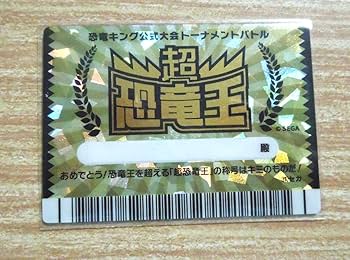 恐竜キング公式大会トーナメントバトル
超
恐竜王
©SEGA
殿
おめでとう!恐竜王を超える「超恐竜王」の称号はキミのものだ!